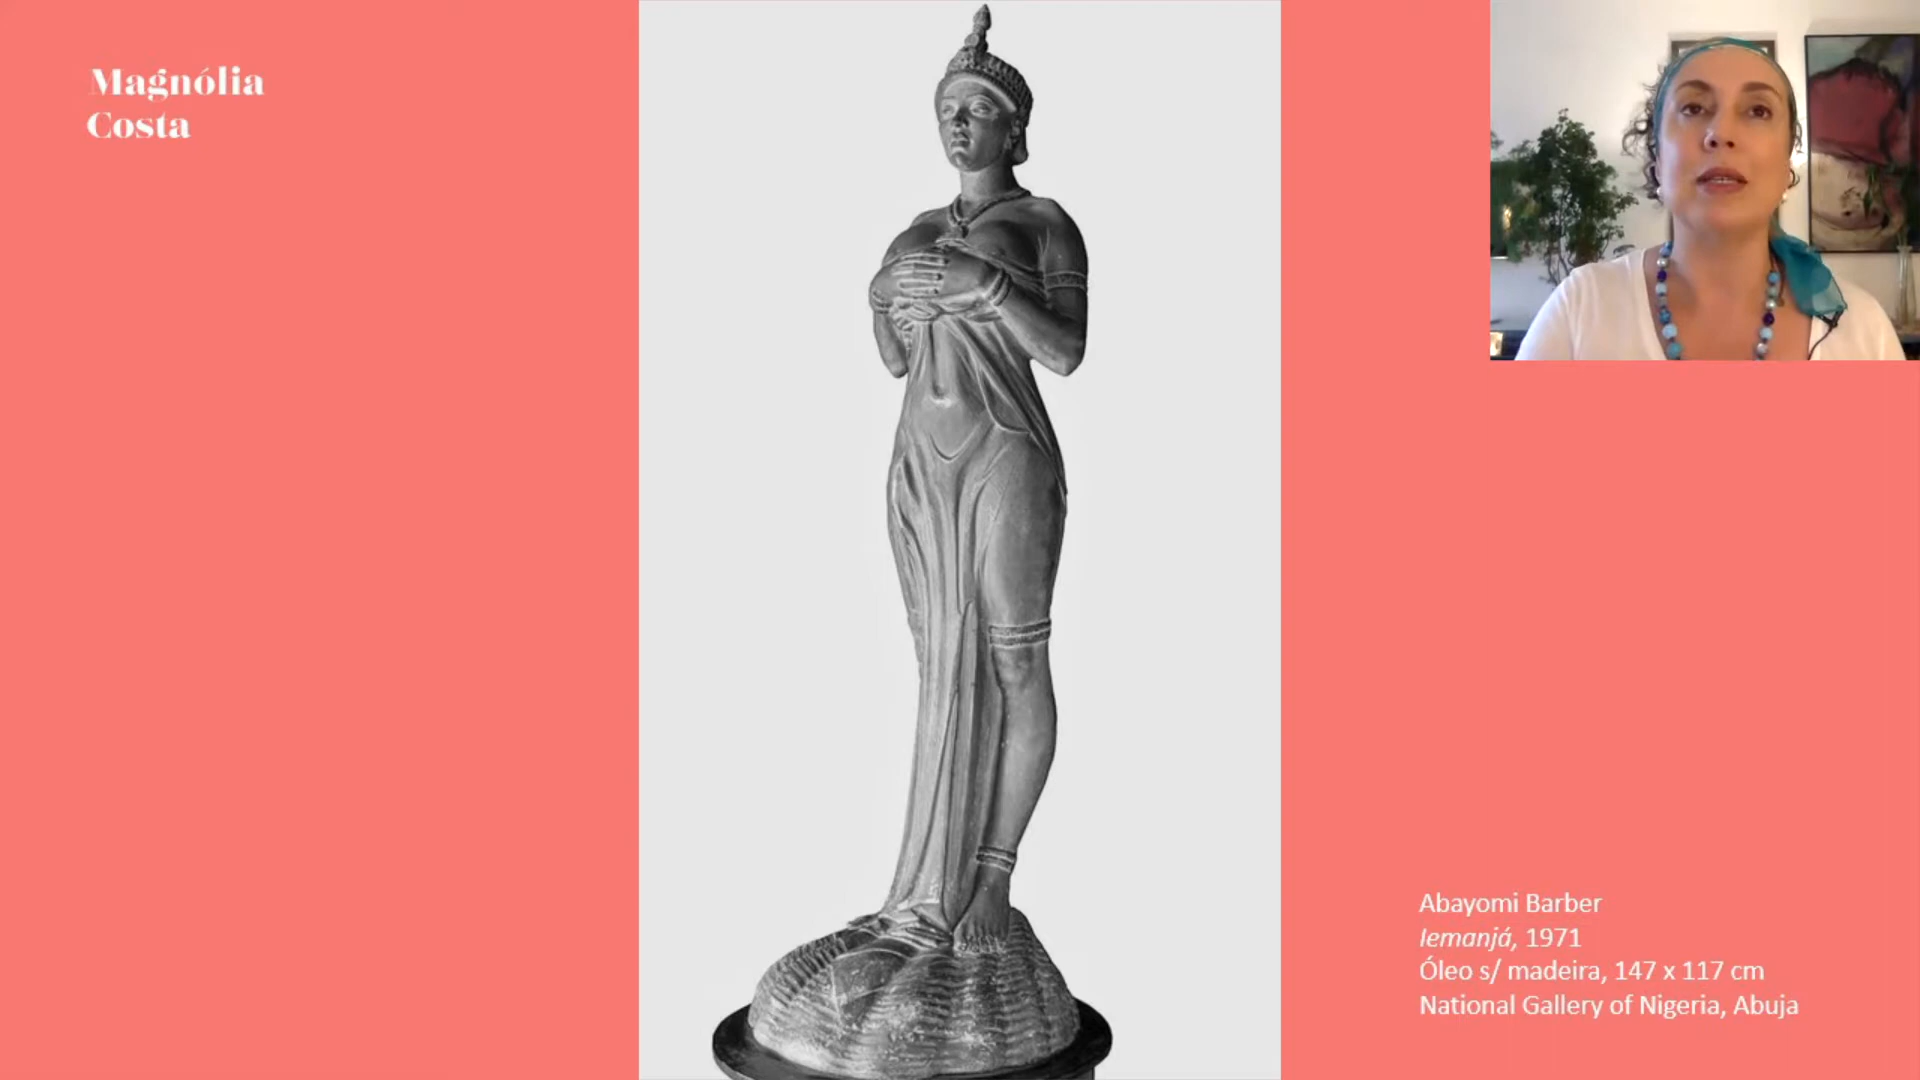 Magnólia
Costa
Abayomi Barber
Iemanjá, 1971
Óleo s/ madeira, 147 x 117 cm
National Gallery of Nigeria, Abuja